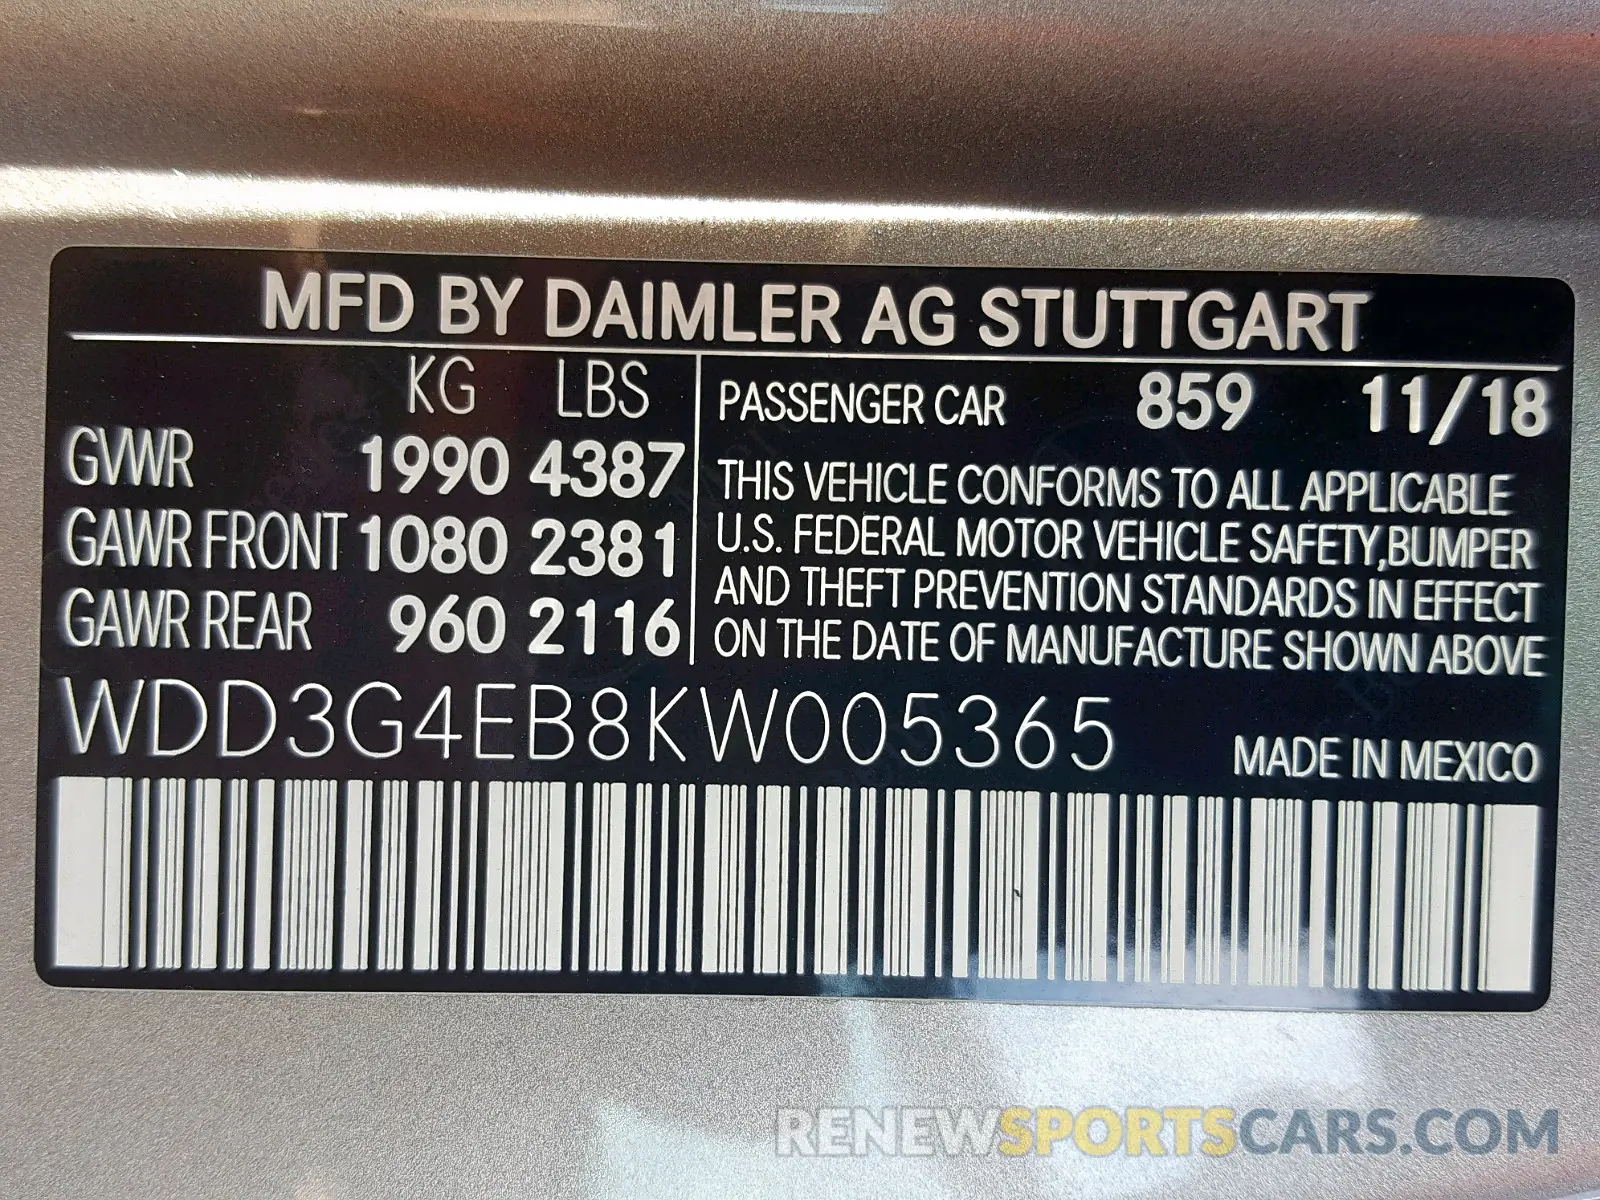 MFD BY DAIMLER AG STUTTGART
KG LBS
GVWR 1990 4387
GAWR FRONT 1080 2381
GAWR REAR 960 2116
PASSENGER CAR 859 11/18
THIS VEHICLE CONFORMS TO ALL APPLICABLE
U.S. FEDERAL MOTOR VEHICLE SAFETY,BUMPER
AND THEFT PREVENTION STANDARDS IN EFFECT
ON THE DATE OF MANUFACTURE SHOWN ABOVE
WDD3G4EB8KW005365
MADE IN MEXICO
RENEWSPORTSCARS.COM